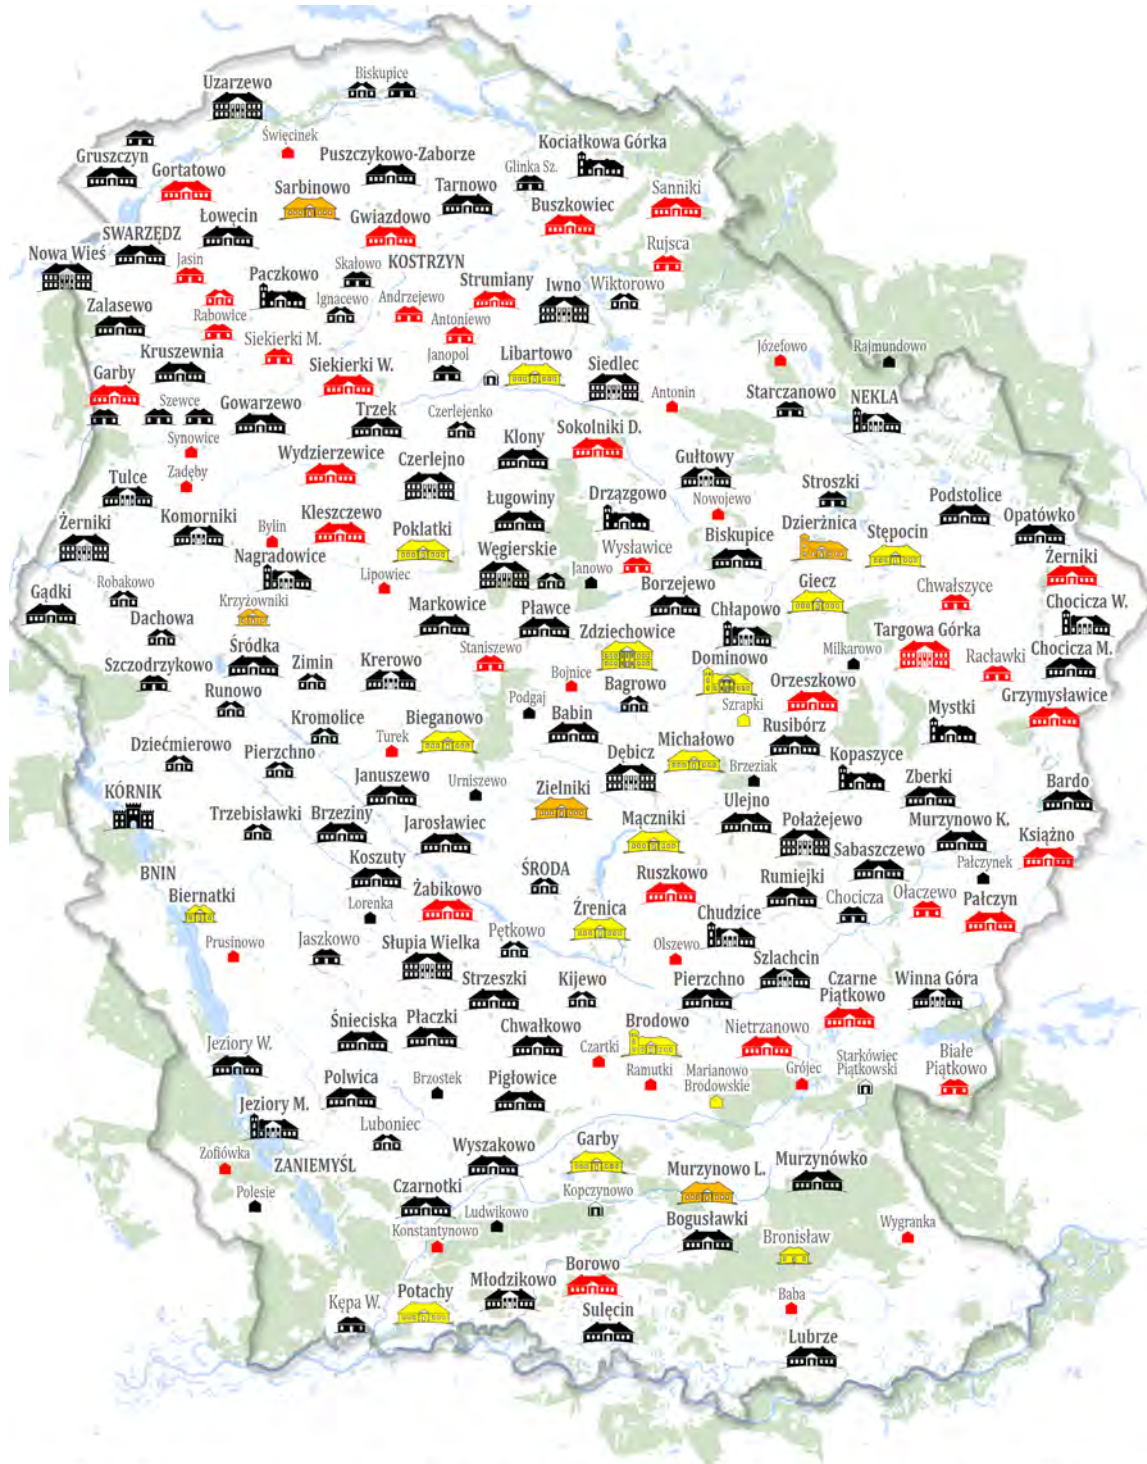 Biskupice
Uzarzewo
Święcinek
Kociałkowa Górka
Gruszczyn
Puszczykowo-Zaborze
Glinka Sz.
Gortatowo
Sarbinowo
Tarnowo
Sanniki
Buszkowiec
Łowęcin
Gwiazdowo
SWARZĘDZ
Nowa Wieś
Jasin
Skałowo
KOSTRZYN
Rujsca
Paczkowo
Strumiany
Iwno
Wiktorowo
Zalasewo
Rabowice
Ignacewo
Andrzejewo
Antoniewo
Siekierki M.
Kruszewnia
Janopol
Libartowo
Józefowo
Rajmundowo
Garby
Siekierki W.
Siedlec
Antonin
Starczanowo
NEKLA
Szewce
Gowarzewo
Trzek
Czerlejenko
Synowice
Klony
Sokolniki D.
Wydzierzewice
Czerlejno
Gułtowy
Zadęby
Tulce
Stroszki
Podstolice
Ługowiny
Drzązgowo
Nowojewo
Komorniki
Bylin
Kleszczewo
Opatówko
Żerniki
Poklatki
Biskupice
Dzierżnica
Stępocin
Nagradowice
Węgierskie
Wysławice
Żerniki
Robakowo
Lipowiec
Janowo
Gądki
Borzejewo
Giecz
Chwałszyce
Krzyżowniki
Chocicza W.
Dachowa
Markowice
Pławce
Chłapowo
Zdziechowice
Targowa Górka
Szczodrzykowo
Śródka
Zimin
Krerowo
Staniszewo
Milkarowo
Chocicza M.
Bojnice
Bagrowo
Dominowo
Racławki
Runowo
Podgaj
Orzeszkowo
Grzymysławice
Szrapki
Kromolice
Bieganowo
Babin
Mystki
Turek
Rusibórz
Michałowo
Dziećmierowo
Pierzchno
Dębicz
Kopaszyce
Januszewo
Urniszewo
Brzeziak
Zberki
Bardo
KÓRNIK
Zielniki
Trzebisławki
Brzeziny
Jarosławiec
Mączniki
Ulejno
Połażejewo
Murzynowo K.
Książno
Sabaszczewo
Koszuty
Pałczynek
BNIN
ŚRODA
Ruszkowo
Rumiejki
Biernatki
Lorenka
Żabikowo
Chocicza
Ołaczewo
Pałczyn
Źrenica
Chudzice
Prusinowo
Jaszkowo
Słupia Wielka
Pętkowo
Olszewo
Szlachcin
Strzeszki
Kijewo
Pierzchno
Czarne
Piątkowo
Winna Góra
Śnieciska
Płaczki
Chwałkowo
Brodowo
Nietrzanowo
Jeziory W.
Czartki
Starkówiec
Piątkowski
Białe
Piątkowo
Ramutki
Marianowo
Brodowskie
Grójec
Polwica
Brzostek
Pigłowice
Jeziory M.
Luboniec
Zofiówka
ZANIEMYŚL
Wyszakowo
Garby
Murzynowo L.
Murzynówko
Polesie
Czarnotki
Kopczynowo
Ludwikowo
Konstantynowo
Bogusławki
Bronisław
Wygranka
Borowo
Młodzikowo
Potachy
Kępa W.
Baba
Sulęcin
Lubrze